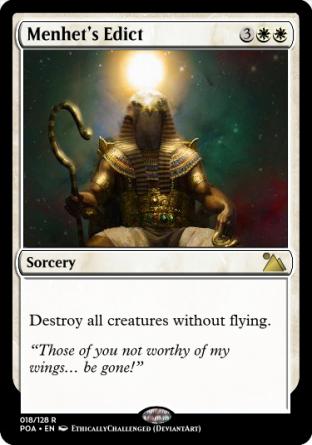 Menhet's Edict 3
Sorcery
Destroy all creatures without flying.
“Those of you not worthy of my
wings... be gone!”
018/128 R
POA • EN EthicallyChallenged (DeviantArt)